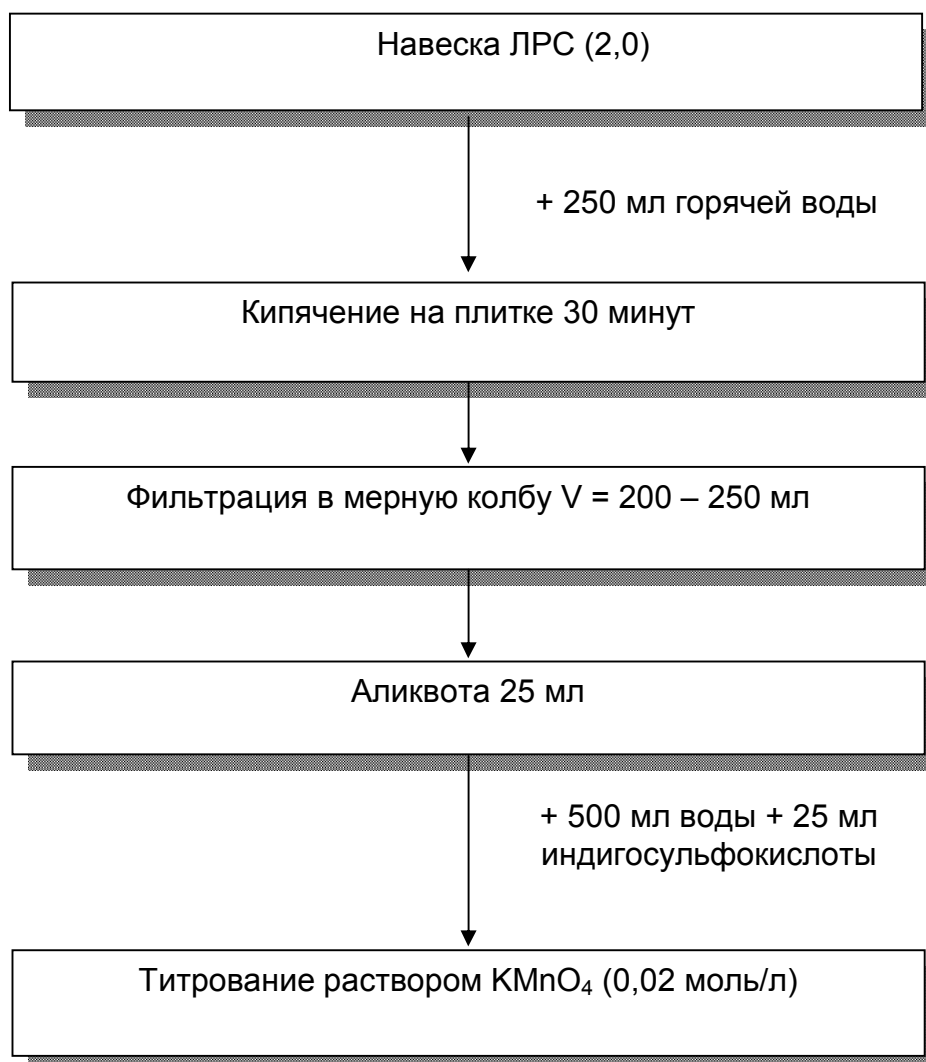 Навеска ЛРС (2,0)
+ 250 мл горячей воды
Кипячение на плитке 30 минут
Фильтрация в мерную колбу V = 200 – 250 мл
Аликвота 25 мл
+ 500 мл воды + 25 мл
индигосульфокислоты
Титрование раствором KMnO₄ (0,02 моль/л)